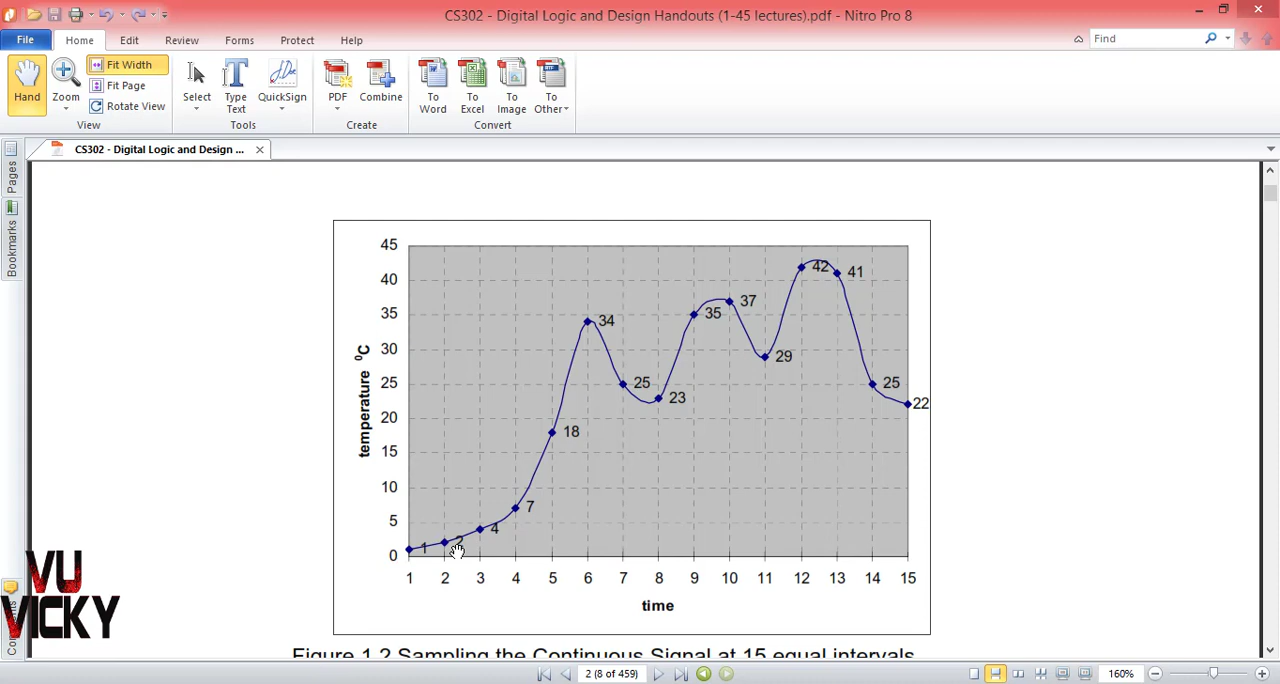 CS302 - Digital Logic and Design Handouts (1-45 lectures).pdf - Nitro Pro 8
File Home Edit Review Forms Protect Help Find
Hand Zoom Fit Width
Fit Page
Rotate View
Select Type Text QuickSign
PDF Combine
To Word To Excel To Image To Other
View Tools Create Convert
CS302 - Digital Logic and Design ...
Pages
Bookmarks
45
40
35
30
25
20
15
10
5
0
temperature ⁰C
1 2 4 7 18 34 25 23 35 37 29 42 41 25 22
1 2 3 4 5 6 7 8 9 10 11 12 13 14 15
time
Figure 1.2 Sampling the Continuous Signal at 15 equal intervals
VU
VICKY
2 (8 of 459) 160%